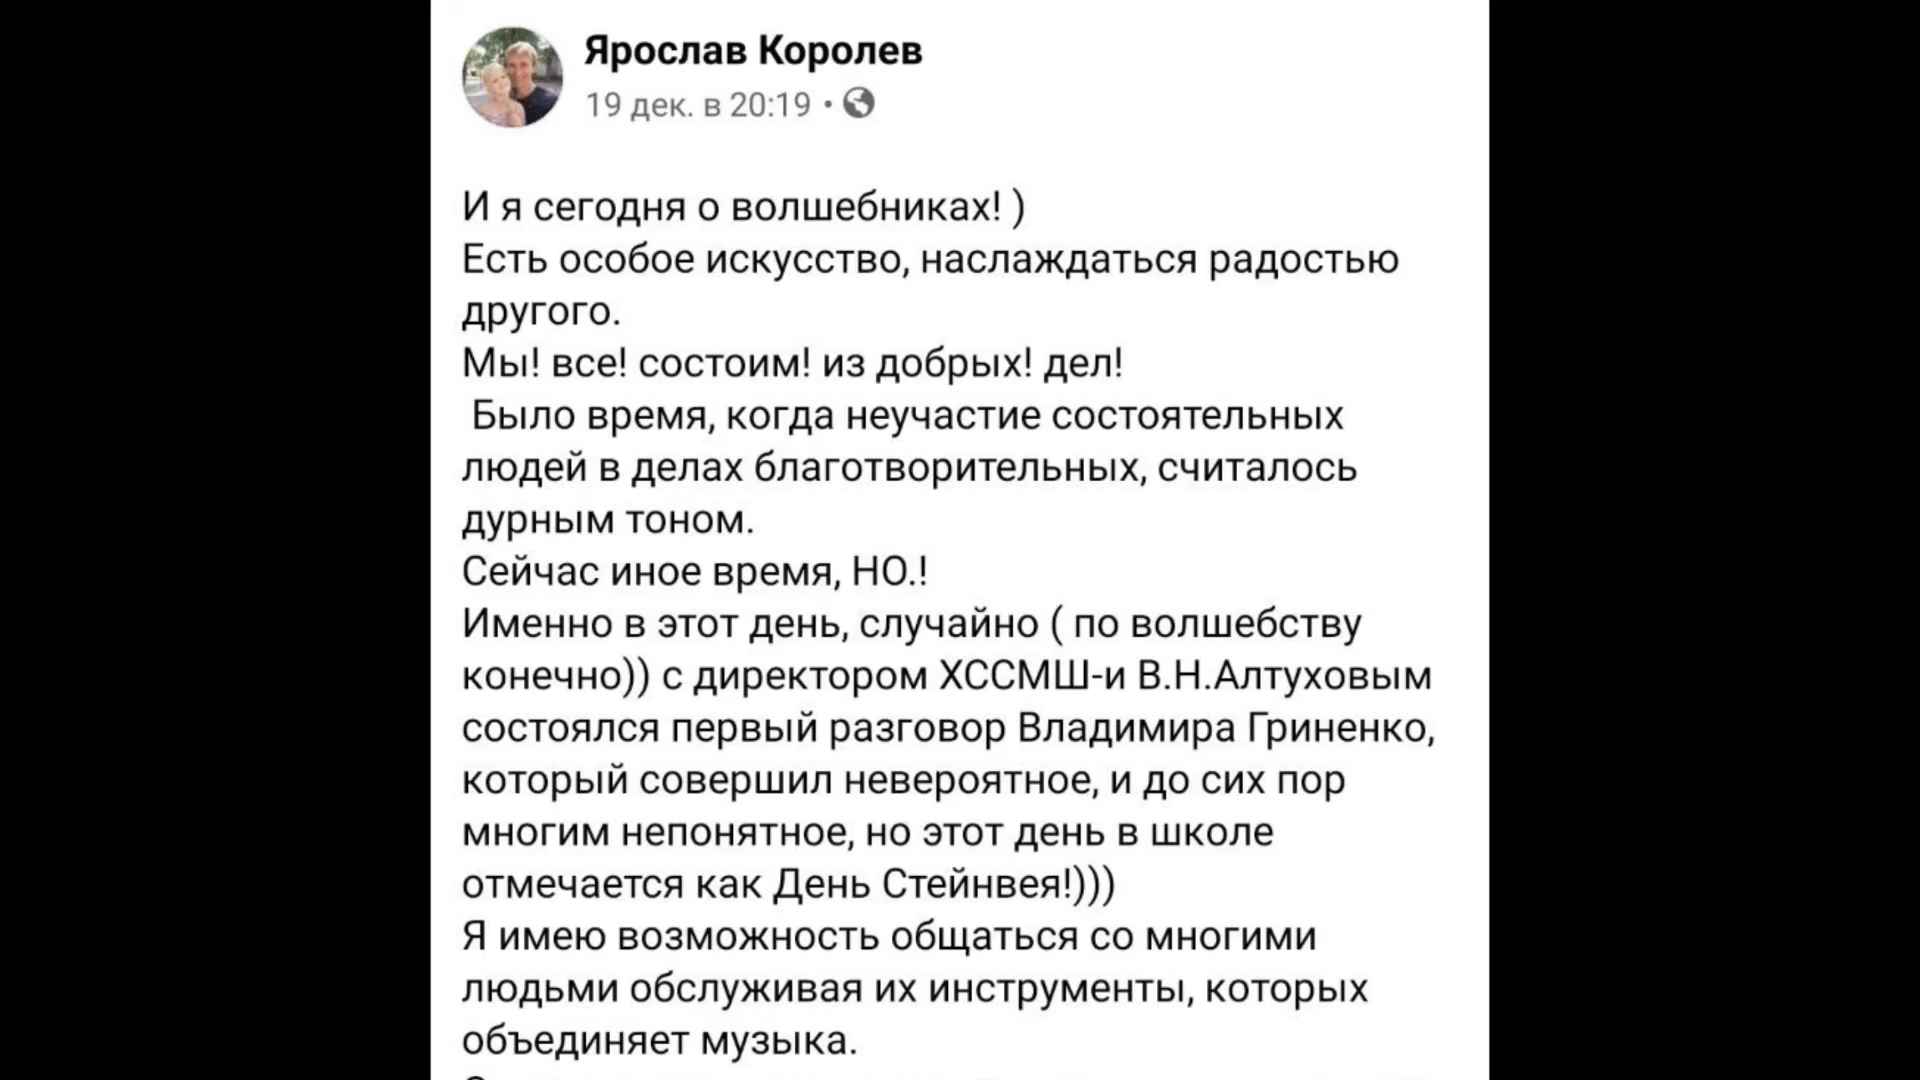 Ярослав Королев
19 дек. в 20:19 •
И я сегодня о волшебниках! )
Есть особое искусство, наслаждаться радостью
другого.
Мы! все! состоим! из добрых! дел!
Было время, когда неучастие состоятельных
людей в делах благотворительных, считалось
дурным тоном.
Сейчас иное время, НО.!
Именно в этот день, случайно ( по волшебству
конечно)) с директором ХССМШ-и В.Н.Алтуховым
состоялся первый разговор Владимира Гриненко,
который совершил невероятное, и до сих пор
многим непонятное, но этот день в школе
отмечается как День Стейнвея!)))
Я имею возможность общаться со многими
людьми обслуживая их инструменты, которых
объединяет музыка.